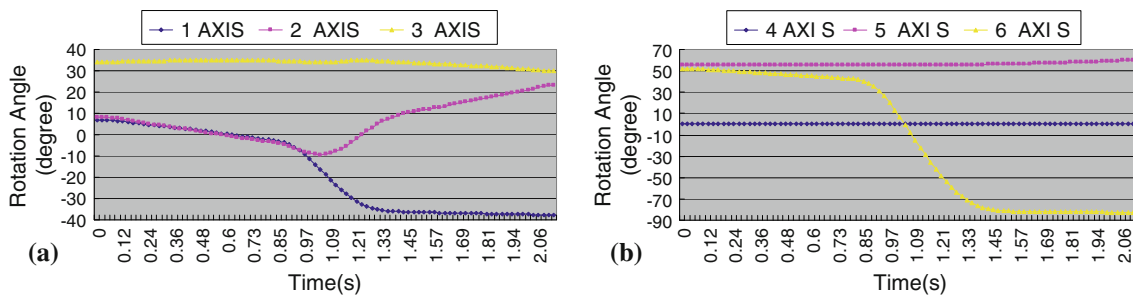 1 AXIS 2 AXIS 3 AXIS
40
30
20
10
0
-10
-20
-30
-40
Rotation Angle
(degree)
0 0.12 0.24 0.36 0.48 0.6 0.73 0.85 0.97 1.09 1.21 1.33 1.45 1.57 1.69 1.81 1.94 2.06
Time(s)
(a)
4 AXI S 5 AXI S 6 AXI S
70
50
30
10
-10
-30
-50
-70
-90
Rotation Angle
(degree)
0 0.12 0.24 0.36 0.48 0.6 0.73 0.85 0.97 1.09 1.21 1.33 1.45 1.57 1.69 1.81 1.94 2.06
Time(s)
(b)